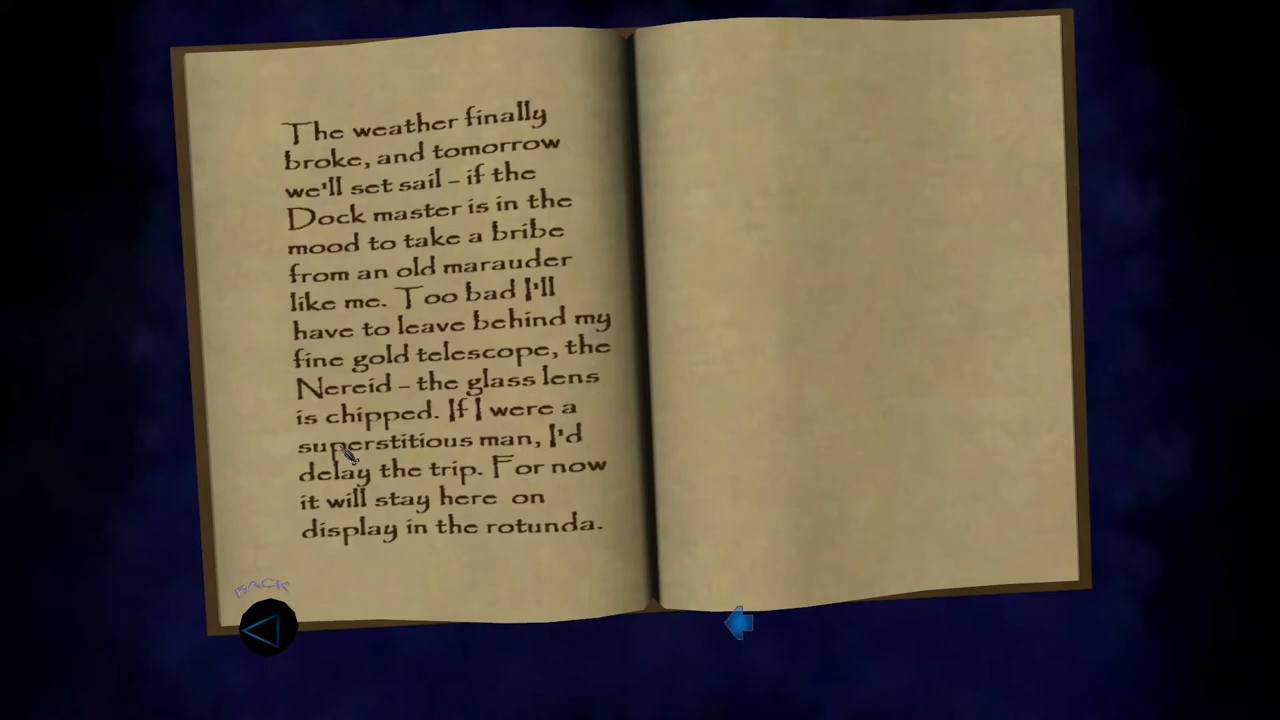 The weather finally
broke, and tomorrow
we'll set sail - if the
Dock master is in the
mood to take a bribe
from an old marauder
like me. Too bad I'll
have to leave behind my
fine gold telescope, the
Nereid - the glass lens
is chipped. If I were a
superstitious man, I'd
delay the trip. For now
it will stay here on
display in the rotunda.
BACK